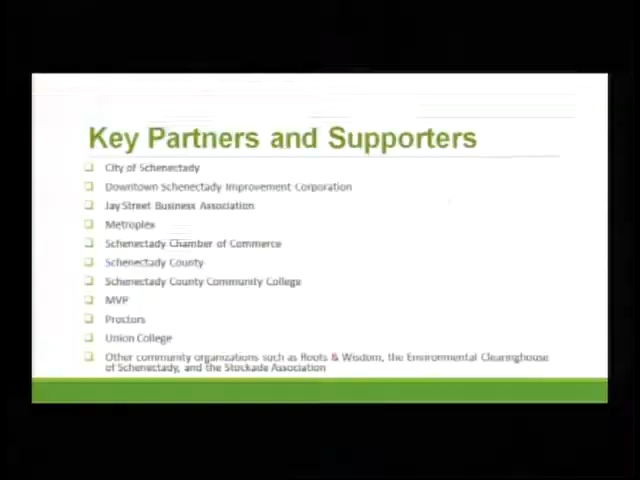 Key Partners and Supporters
City of Schenectady
Downtown Schenectady Improvement Corporation
Jay Street Business Association
Metroplex
Schenectady Chamber of Commerce
Schenectady County
Schenectady County Community College
MVP
Proctors
Union College
Other community organizations such as Roots & Wisdom, the Environmental Clearinghouse
of Schenectady, and the Stockade Association